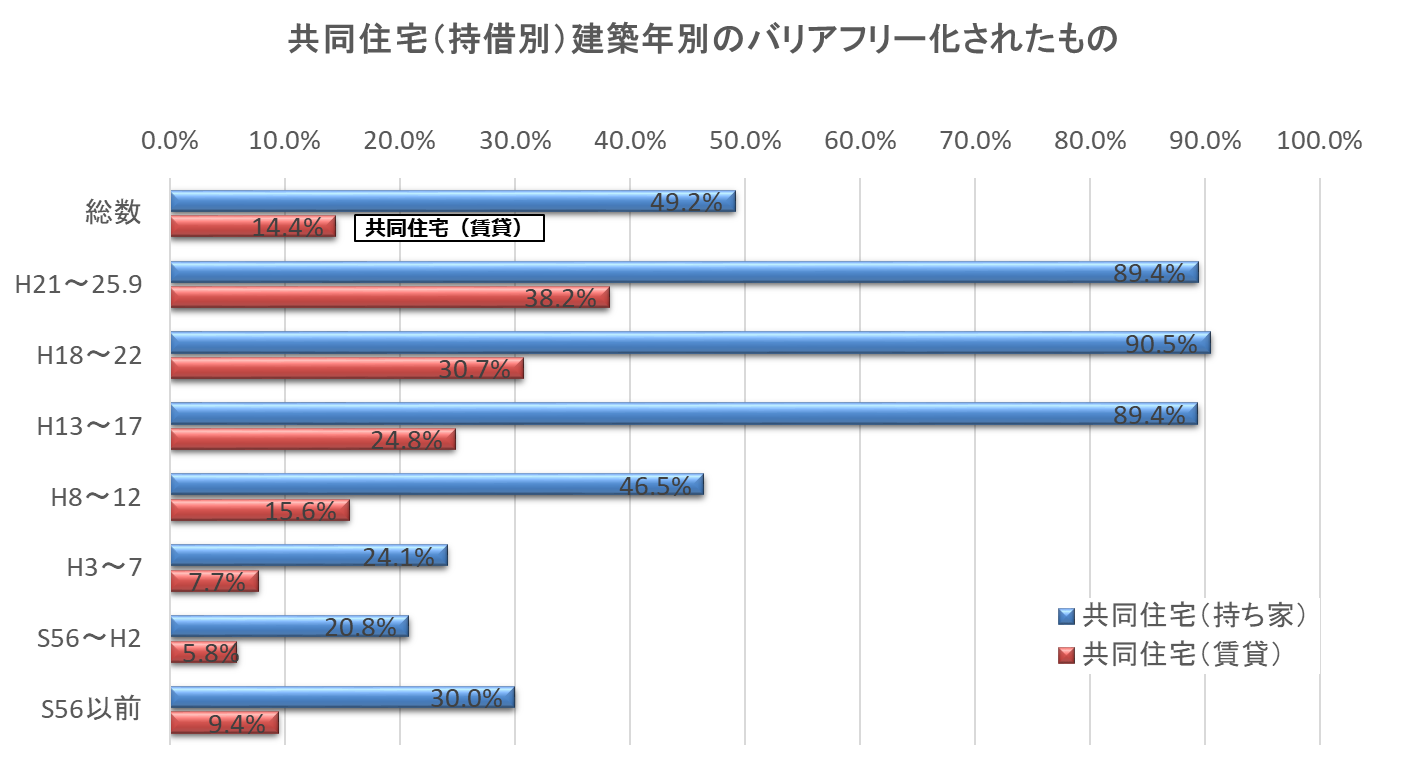 共同住宅（持借別）建築年別のバリアフリー化されたもの
0.0% 10.0% 20.0% 30.0% 40.0% 50.0% 60.0% 70.0% 80.0% 90.0% 100.0%
総数 49.2%
14.4% 共同住宅（賃貸）
H21～25.9 89.4%
38.2%
H18～22 90.5%
30.7%
H13～17 89.4%
24.8%
H8～12 46.5%
15.6%
H3～7 24.1%
7.7%
S56～H2 20.8%
5.8%
S56以前 30.0%
9.4%
共同住宅（持ち家）
共同住宅（賃貸）